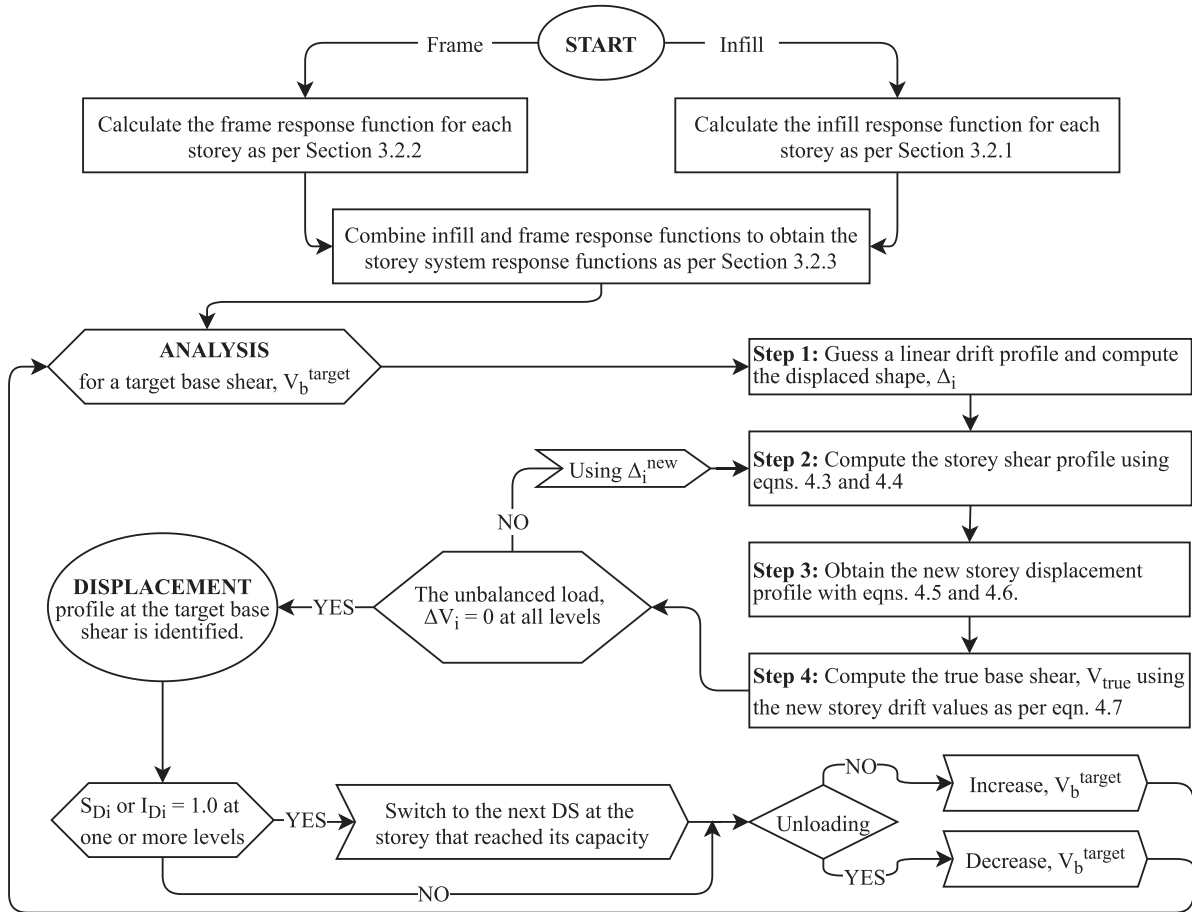 Frame
START
Infill
Calculate the frame response function for each
storey as per Section 3.2.2
Calculate the infill response function for each
storey as per Section 3.2.1
Combine infill and frame response functions to obtain the
storey system response functions as per Section 3.2.3
ANALYSIS
for a target base shear, V_b^target
Step 1: Guess a linear drift profile and compute
the displaced shape, Δ_i
Using Δ_i^new
Step 2: Compute the storey shear profile using
eqns. 4.3 and 4.4
NO
Step 3: Obtain the new storey displacement
profile with eqns. 4.5 and 4.6.
DISPLACEMENT
profile at the target base
shear is identified.
YES
The unbalanced load,
ΔV_i = 0 at all levels
Step 4: Compute the true base shear, V_true using
the new storey drift values as per eqn. 4.7
S_Di or I_Di = 1.0 at
one or more levels
YES
Switch to the next DS at the
storey that reached its capacity
Unloading
NO
Increase, V_b^target
YES
Decrease, V_b^target
NO